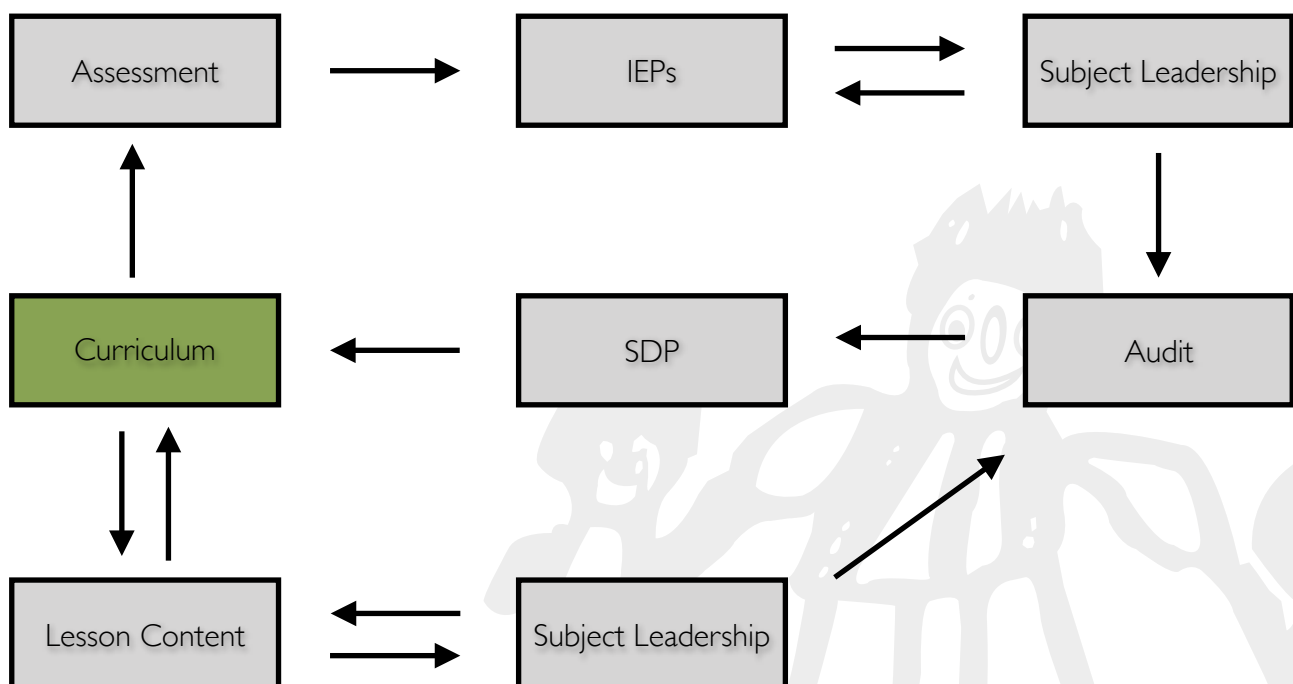 Assessment
IEPs
Subject Leadership
Curriculum
SDP
Audit
Lesson Content
Subject Leadership